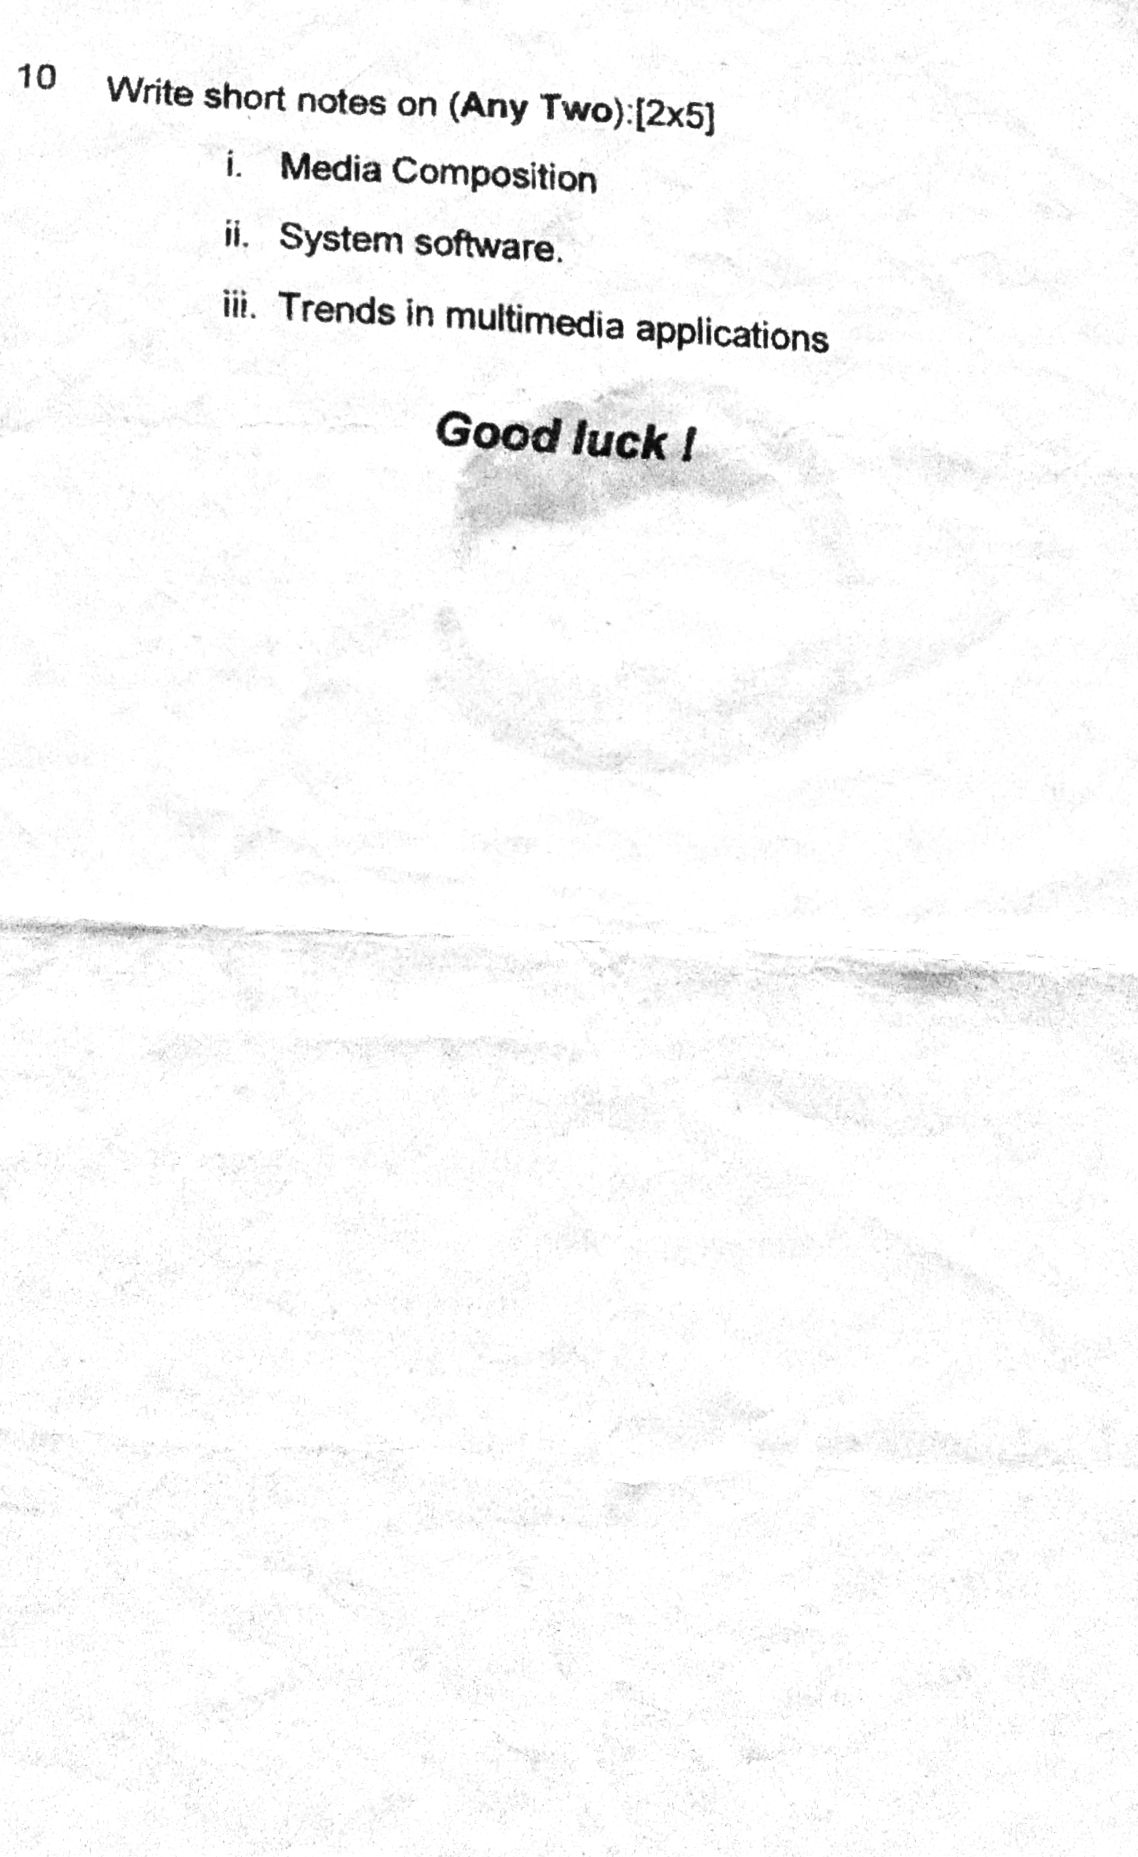 10 Write short notes on (Any Two):[2x5]
i. Media Composition
ii. System software.
iii. Trends in multimedia applications
Good luck !